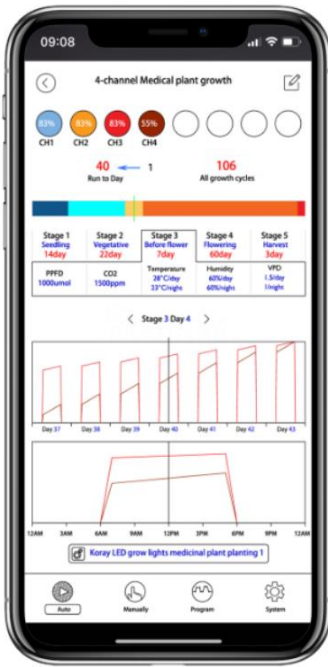 09:08
4-channel Medical plant growth
83% 83% 83% 55%
CH1 CH2 CH3 CH4
40 1 106
Run to Day All growth cycles
Stage 1 Stage 2 Stage 3 Stage 4 Stage 5
Seedling Vegetative Before flower Flowering Harvest
14day 22day 7day 60day 3day
PPFD CO2 Temperature Humidity VPD
1000umol 1500ppm 28°C/day 60%/day 1.5/day
23°C/night 60%/night 1/night
Stage 3 Day 4
Day 37 Day 38 Day 39 Day 40 Day 41 Day 42 Day 43
12AM 3AM 6AM 9AM 12PM 3PM 6PM 9PM 12AM
Koray LED grow lights medicinal plant planting 1
Auto Manually Program System